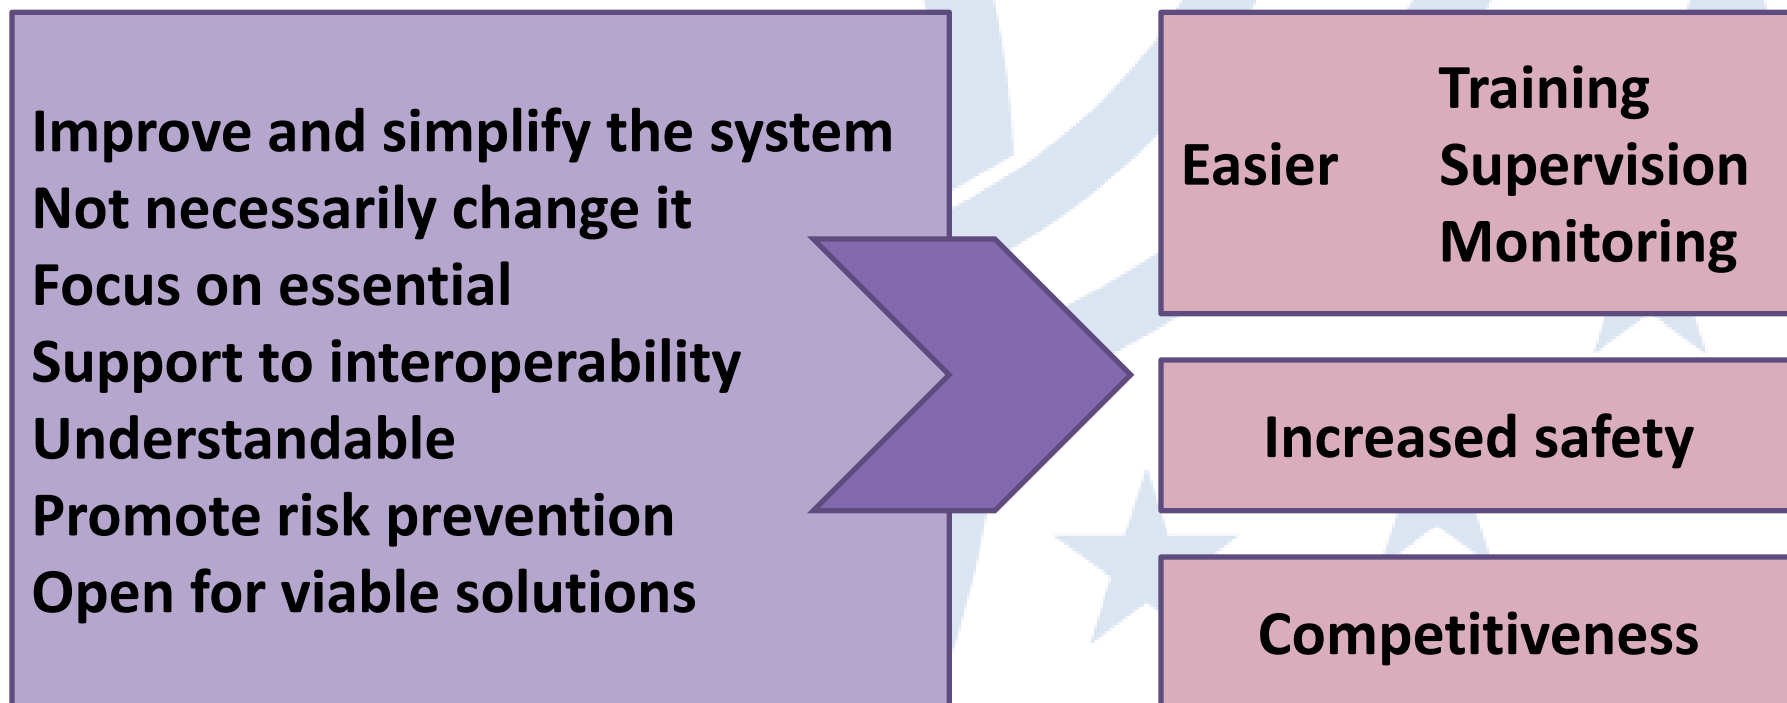 Improve and simplify the system
Not necessarily change it
Focus on essential
Support to interoperability
Understandable
Promote risk prevention
Open for viable solutions
Training
Easier Supervision
Monitoring
Increased safety
Competitiveness